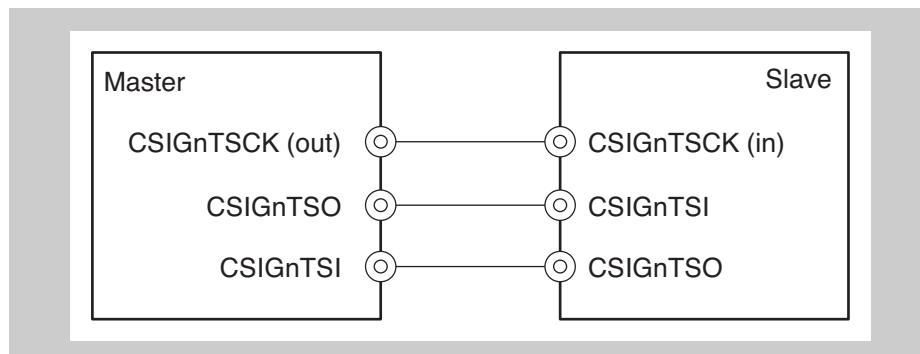 Master
Slave
CSIGnTSCK (out)
CSIGnTSCK (in)
CSIGnTSO
CSIGnTSI
CSIGnTSI
CSIGnTSO